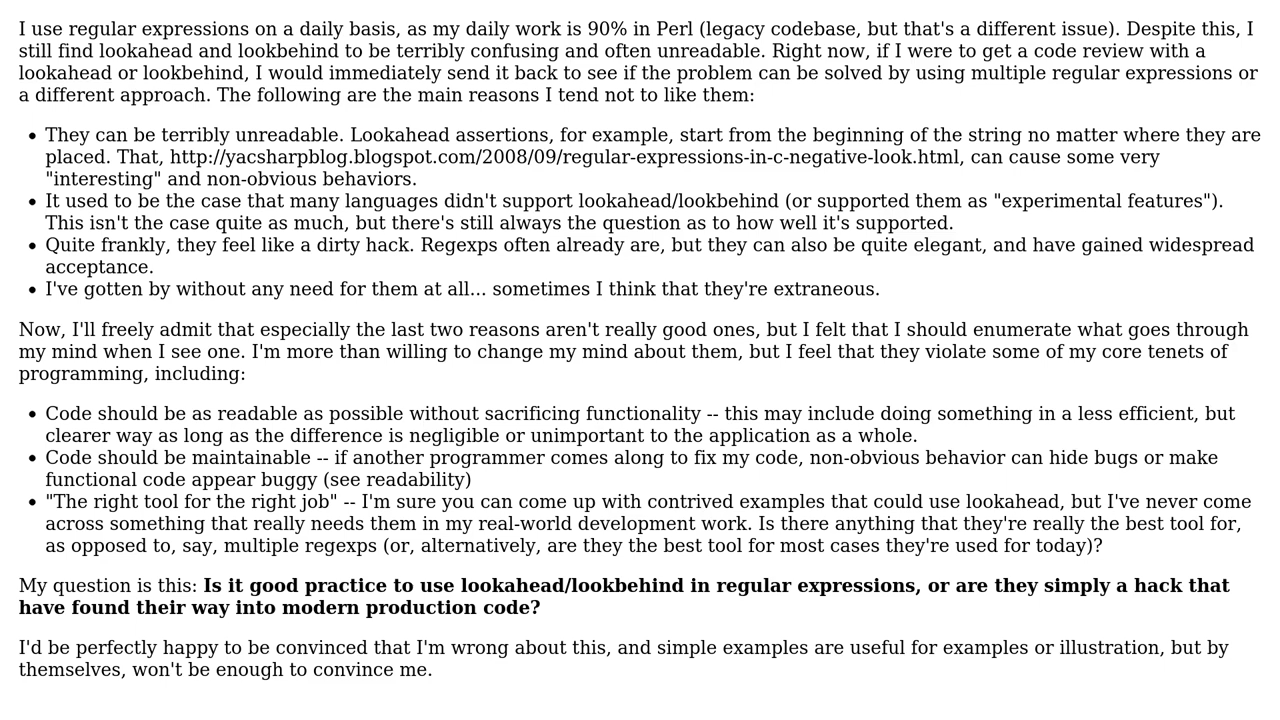 I use regular expressions on a daily basis, as my daily work is 90% in Perl (legacy codebase, but that's a different issue). Despite this, I
still find lookahead and lookbehind to be terribly confusing and often unreadable. Right now, if I were to get a code review with a
lookahead or lookbehind, I would immediately send it back to see if the problem can be solved by using multiple regular expressions or
a different approach. The following are the main reasons I tend not to like them:
• They can be terribly unreadable. Lookahead assertions, for example, start from the beginning of the string no matter where they are
placed. That, http://yacsharpblog.blogspot.com/2008/09/regular-expressions-in-c-negative-look.html, can cause some very
"interesting" and non-obvious behaviors.
• It used to be the case that many languages didn't support lookahead/lookbehind (or supported them as "experimental features").
This isn't the case quite as much, but there's still always the question as to how well it's supported.
• Quite frankly, they feel like a dirty hack. Regexps often already are, but they can also be quite elegant, and have gained widespread
acceptance.
• I've gotten by without any need for them at all... sometimes I think that they're extraneous.
Now, I'll freely admit that especially the last two reasons aren't really good ones, but I felt that I should enumerate what goes through
my mind when I see one. I'm more than willing to change my mind about them, but I feel that they violate some of my core tenets of
programming, including:
• Code should be as readable as possible without sacrificing functionality -- this may include doing something in a less efficient, but
clearer way as long as the difference is negligible or unimportant to the application as a whole.
• Code should be maintainable -- if another programmer comes along to fix my code, non-obvious behavior can hide bugs or make
functional code appear buggy (see readability)
• "The right tool for the right job" -- I'm sure you can come up with contrived examples that could use lookahead, but I've never come
across something that really needs them in my real-world development work. Is there anything that they're really the best tool for,
as opposed to, say, multiple regexps (or, alternatively, are they the best tool for most cases they're used for today)?
My question is this: Is it good practice to use lookahead/lookbehind in regular expressions, or are they simply a hack that
have found their way into modern production code?
I'd be perfectly happy to be convinced that I'm wrong about this, and simple examples are useful for examples or illustration, but by
themselves, won't be enough to convince me.